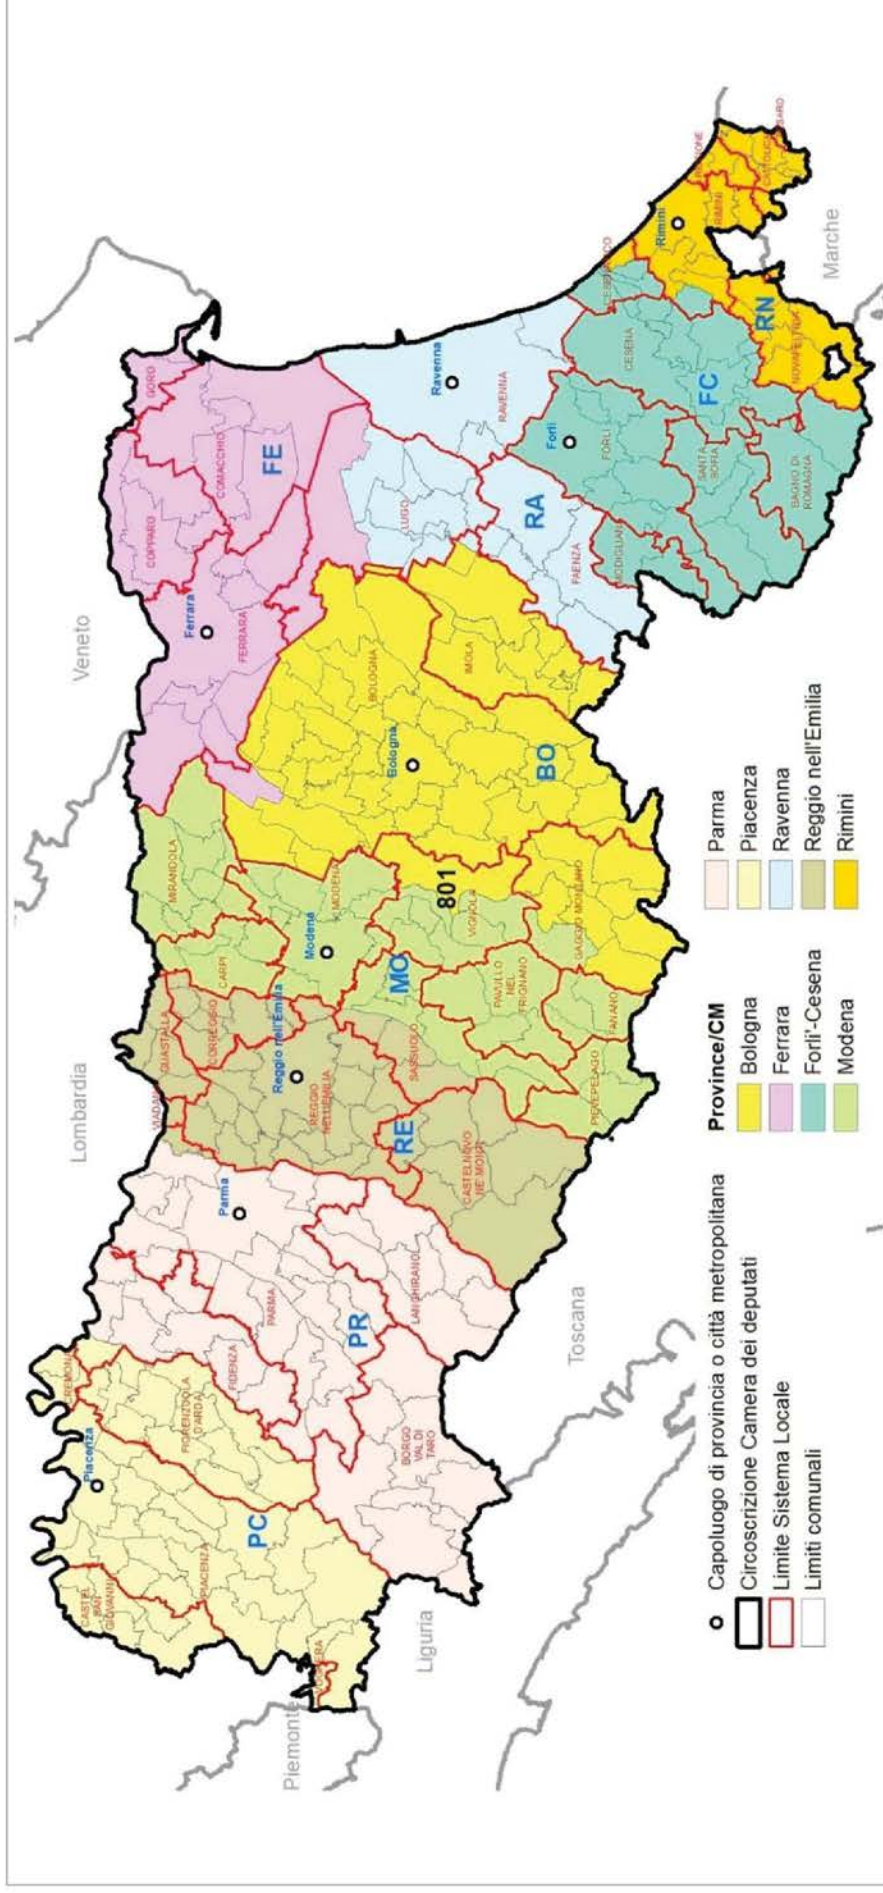 Lombardia
Veneto
Piemonte
Liguria
Toscana
Marche
Piacenza
PC
CASTEL
SAN
GIOVANNI
PIACENZA
CREMONA
FIORENZUOLA
D'ARDA
Parma
PR
FIDENZA
PARMA
BORGO
VAL DI
TARO
LANGHIRANO
Reggio nell'Emilia
RE
VIADANA
GUASTALLA
CORREGGIO
REGGIO
NELL'EMILIA
CASTELNOVO
NE' MONTI
SASSUOLO
Modena
MO
MIRANDOLA
CARPI
MODENA
VIGNOLA
PAVULLO
NEL
FRIGNANO
FANANO
PIEVEPELAGO
801
Bologna
BO
BOLOGNA
IMOLA
GAGGIO MONTANO
Ferrara
FE
FERRARA
COPPARO
COMACCHIO
GORO
Ravenna
RA
RAVENNA
LUGO
FAENZA
Forlì
FC
FORLÌ
MODIGLIANA
SANTA
SOFIA
BAGNO DI
ROMAGNA
CESENA
CESENATICO
Rimini
RN
RIMINI
NOVAFELTRIA
Capoluogo di provincia o città metropolitana
Circoscrizione Camera dei deputati
Limite Sistema Locale
Limiti comunali
Province/CM
Bologna
Ferrara
Forli'-Cesena
Modena
Parma
Piacenza
Ravenna
Reggio nell'Emilia
Rimini